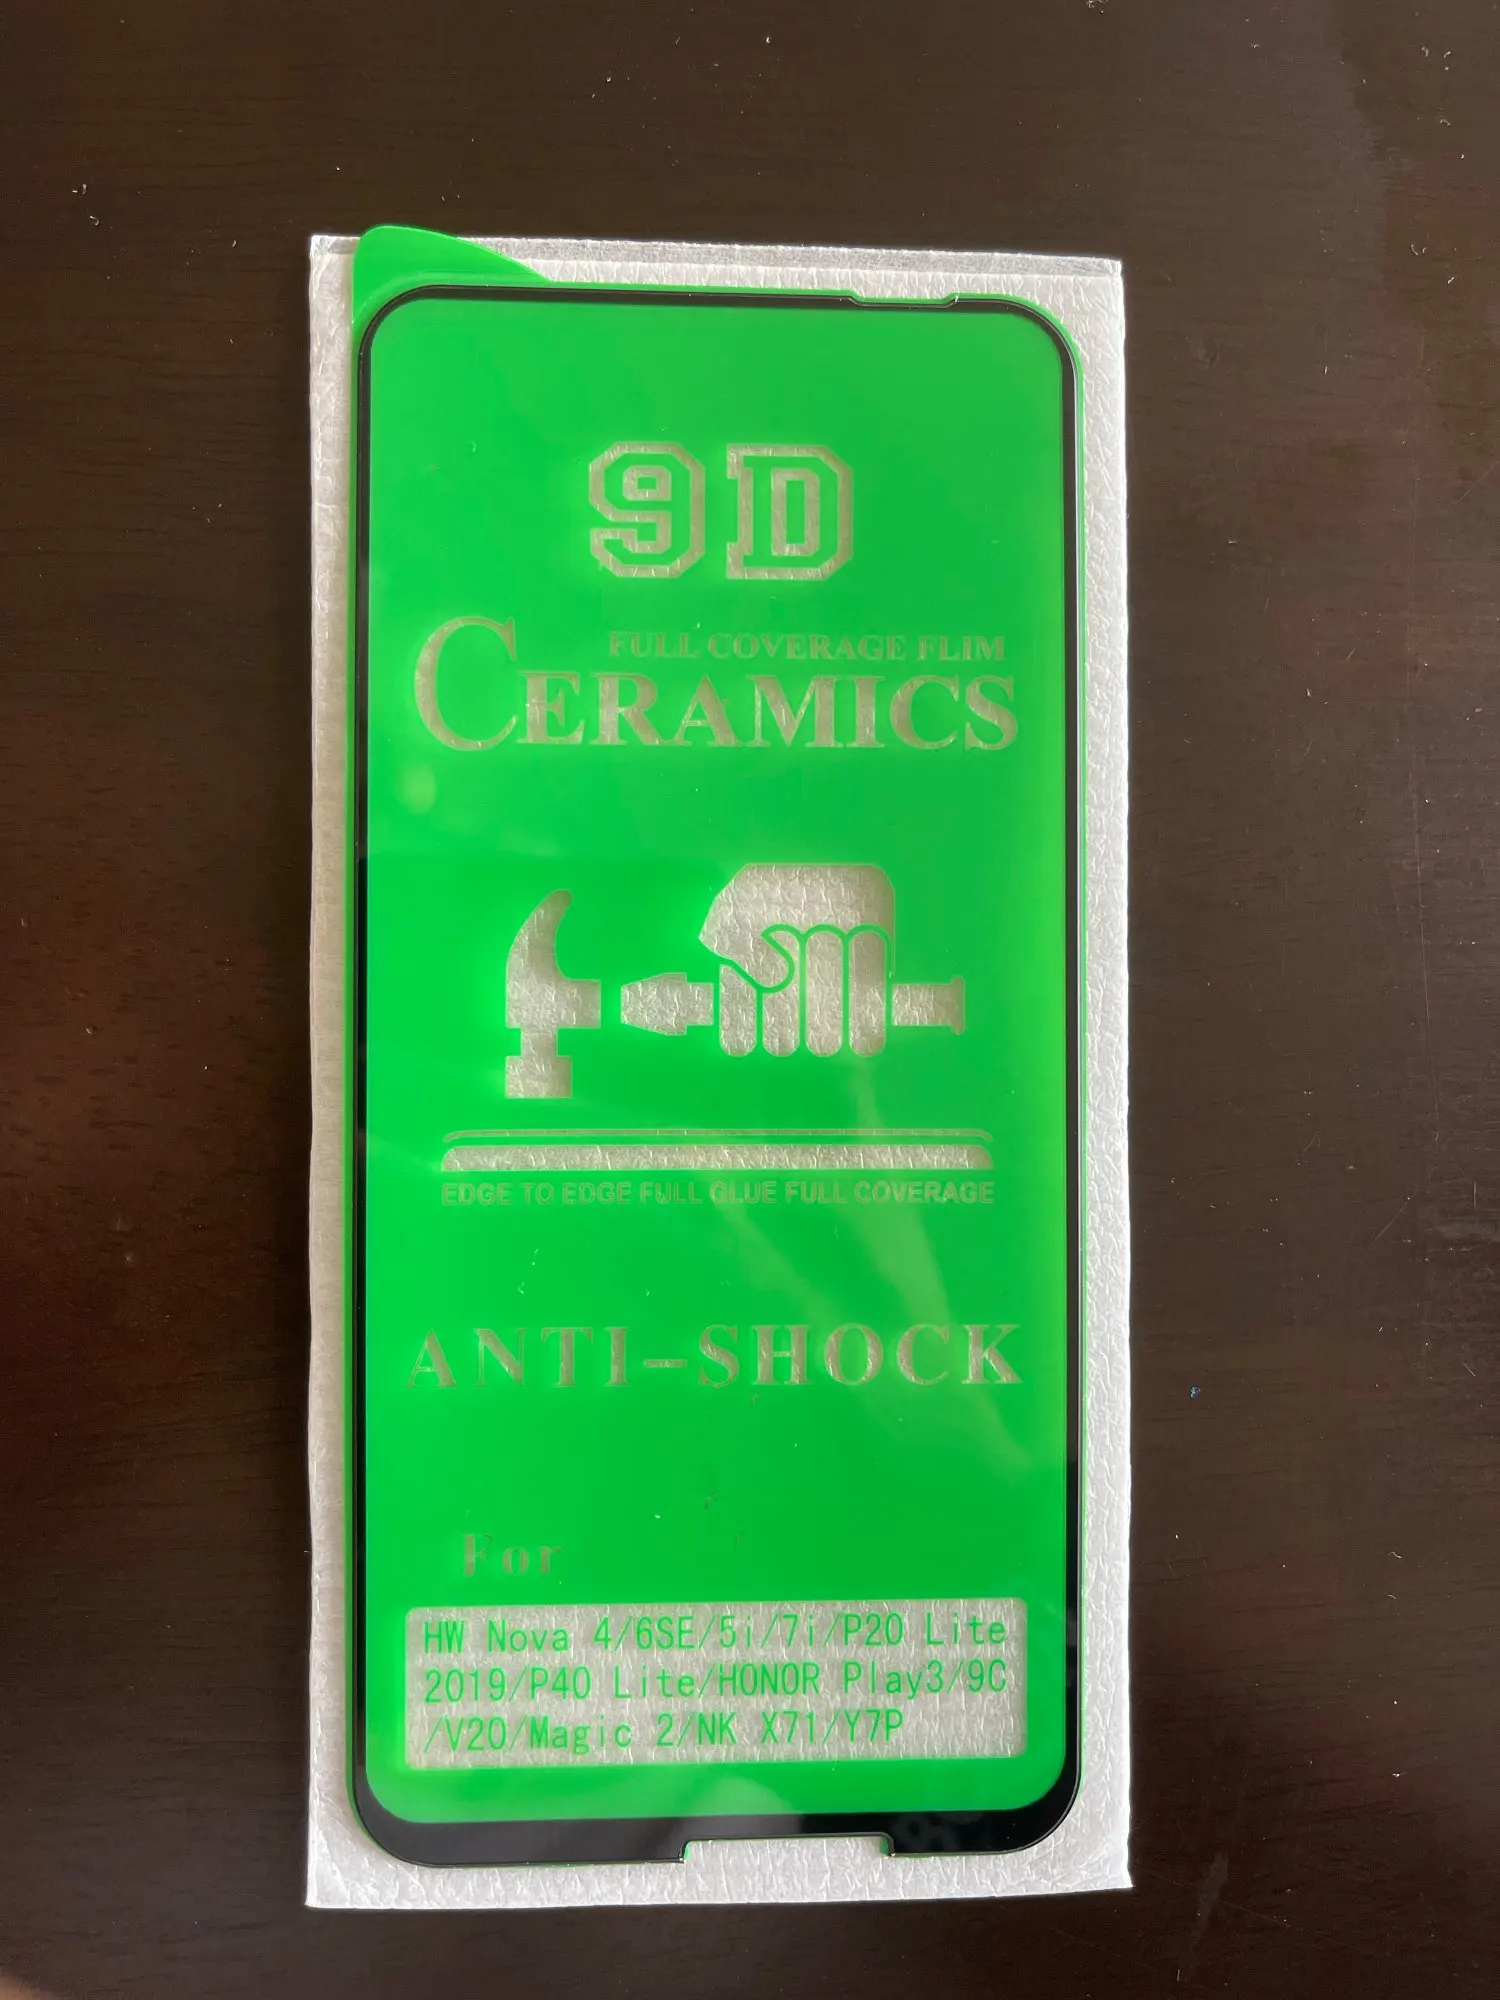 9D
FULL COVERAGE FLIM
CERAMICS
EDGE TO EDGE FULL GLUE FULL COVERAGE
ANTI-SHOCK
For
HW Nova 4/6SE/5i/7i/P20 Lite
2019/P40 Lite/HONOR Play3/9C
/V20/Magic 2/NK X71/Y7P